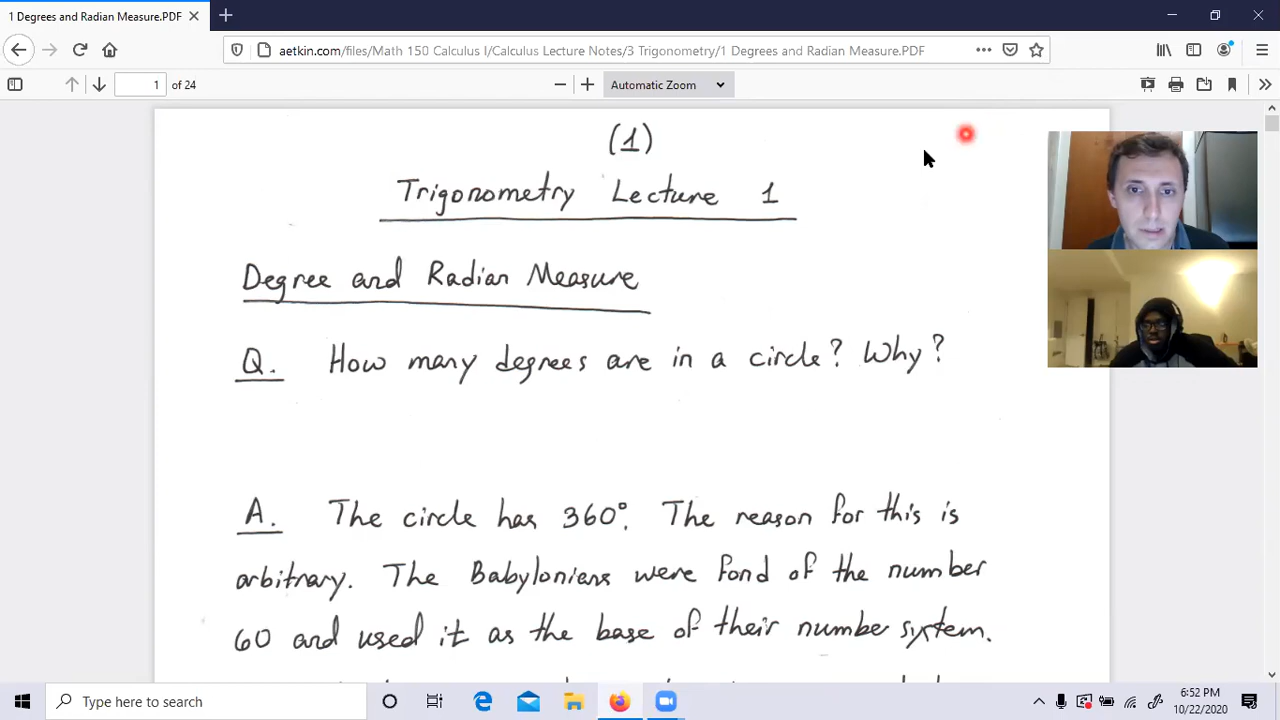 1 Degrees and Radian Measure.PDF
aetkin.com/files/Math 150 Calculus I/Calculus Lecture Notes/3 Trigonometry/1 Degrees and Radian Measure.PDF
1 of 24
Automatic Zoom
(1)
Trigonometry Lecture 1
Degree and Radian Measure
Q. How many degrees are in a circle? Why?
A. The circle has 360°. The reason for this is
arbitrary. The Babylonians were fond of the number
60 and used it as the base of their number system.
Type here to search
6:52 PM
10/22/2020